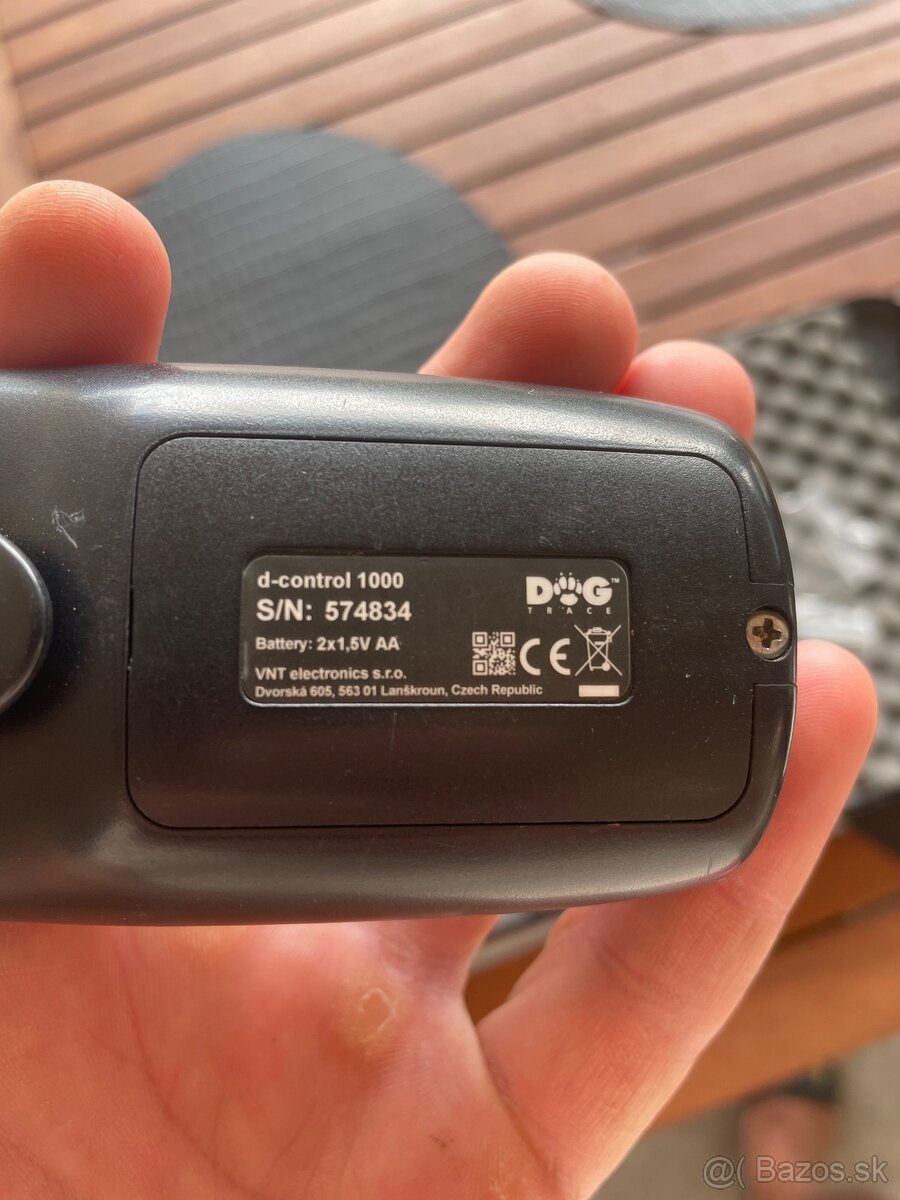 d-control 1000
S/N: 574834
Battery: 2x1,5V AA
VNT electronics s.r.o.
Dvorská 605, 563 01 Lanškroun, Czech Republic
DOG™
TRACE
CE
@( Bazos.sk